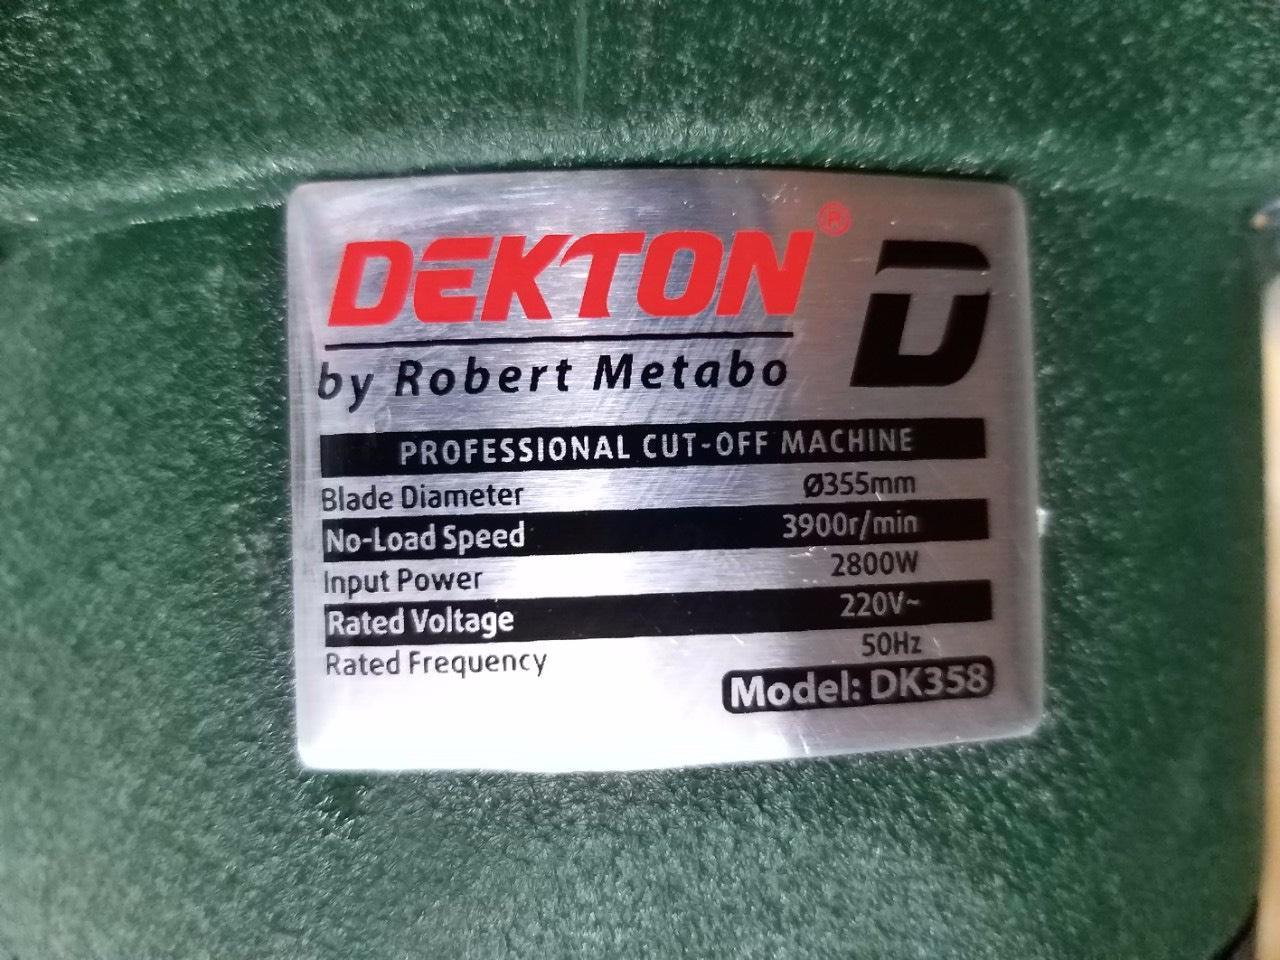 DEKTON®
by Robert Metabo
PROFESSIONAL CUT-OFF MACHINE
Blade Diameter Ø355mm
No-Load Speed 3900r/min
Input Power 2800W
Rated Voltage 220V~
Rated Frequency 50Hz
Model: DK358